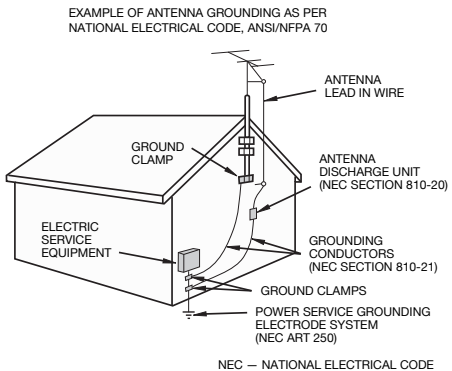 EXAMPLE OF ANTENNA GROUNDING AS PER
NATIONAL ELECTRICAL CODE, ANSI/NFPA 70
ANTENNA
LEAD IN WIRE
GROUND
CLAMP
ANTENNA
DISCHARGE UNIT
(NEC SECTION 810-20)
ELECTRIC
SERVICE
EQUIPMENT
GROUNDING
CONDUCTORS
(NEC SECTION 810-21)
GROUND CLAMPS
POWER SERVICE GROUNDING
ELECTRODE SYSTEM
(NEC ART 250)
NEC — NATIONAL ELECTRICAL CODE